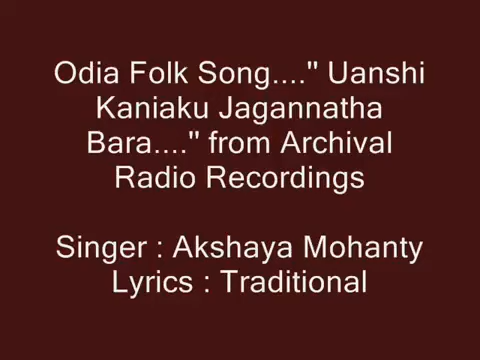 Odia Folk Song...." Uanshi
Kaniaku Jagannatha
Bara...." from Archival
Radio Recordings
Singer : Akshaya Mohanty
Lyrics : Traditional